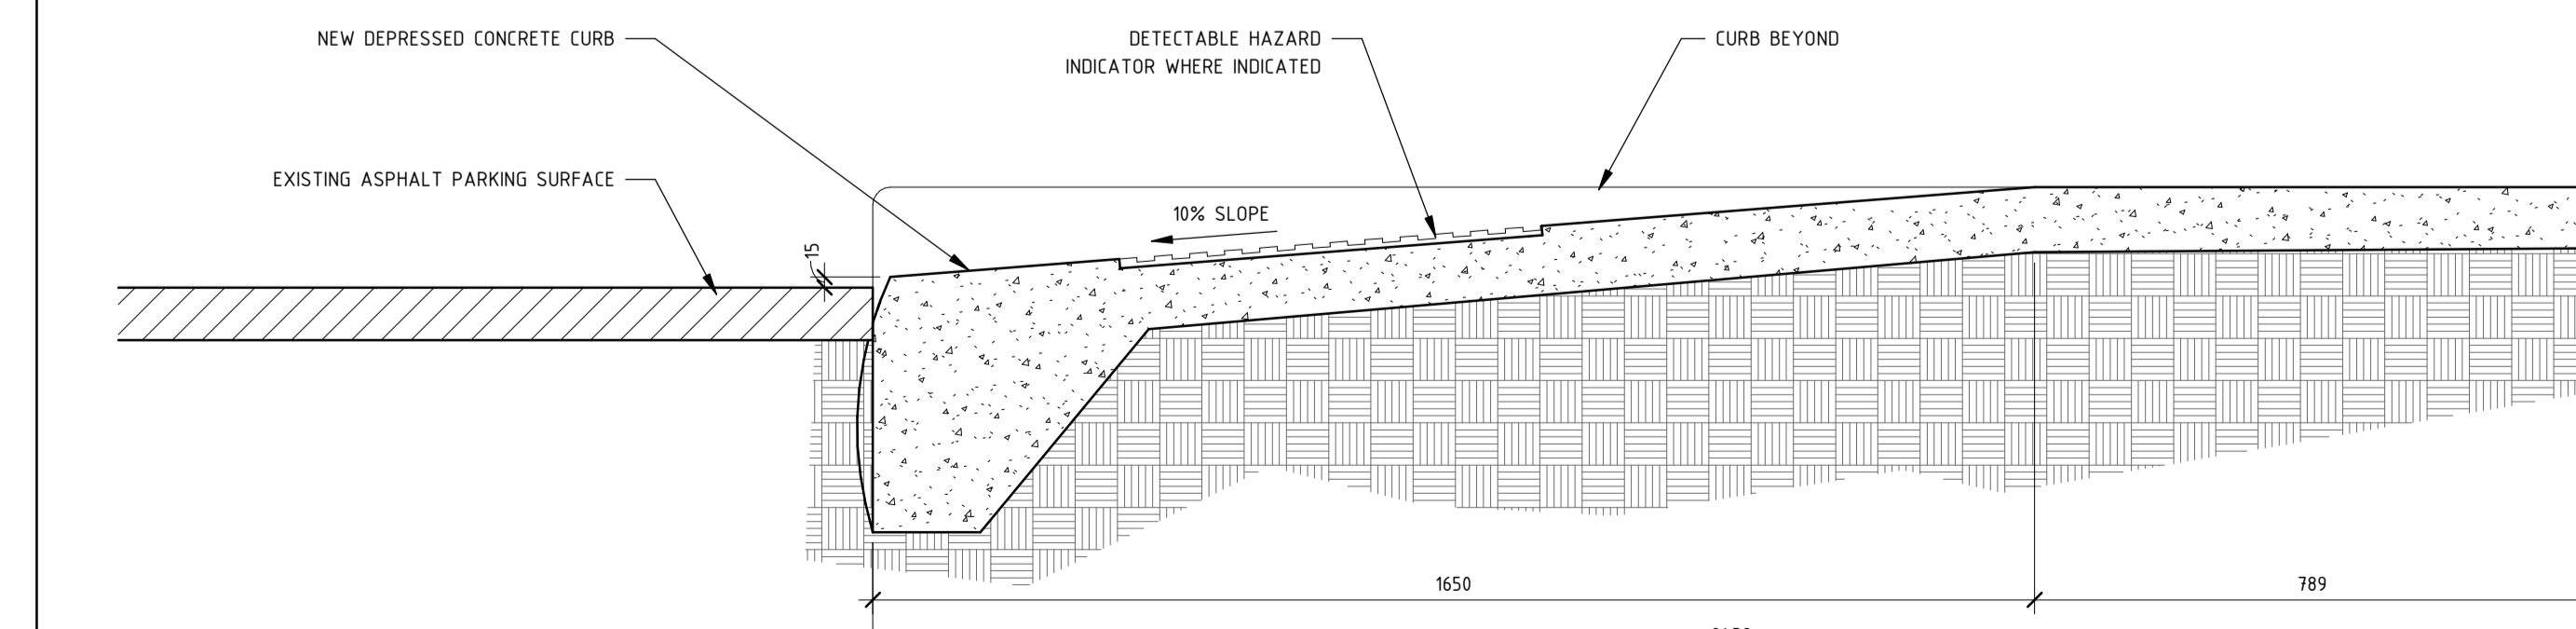 NEW DEPRESSED CONCRETE CURB
DETECTABLE HAZARD
INDICATOR WHERE INDICATED
CURB BEYOND
EXISTING ASPHALT PARKING SURFACE
10% SLOPE
15
1650
789